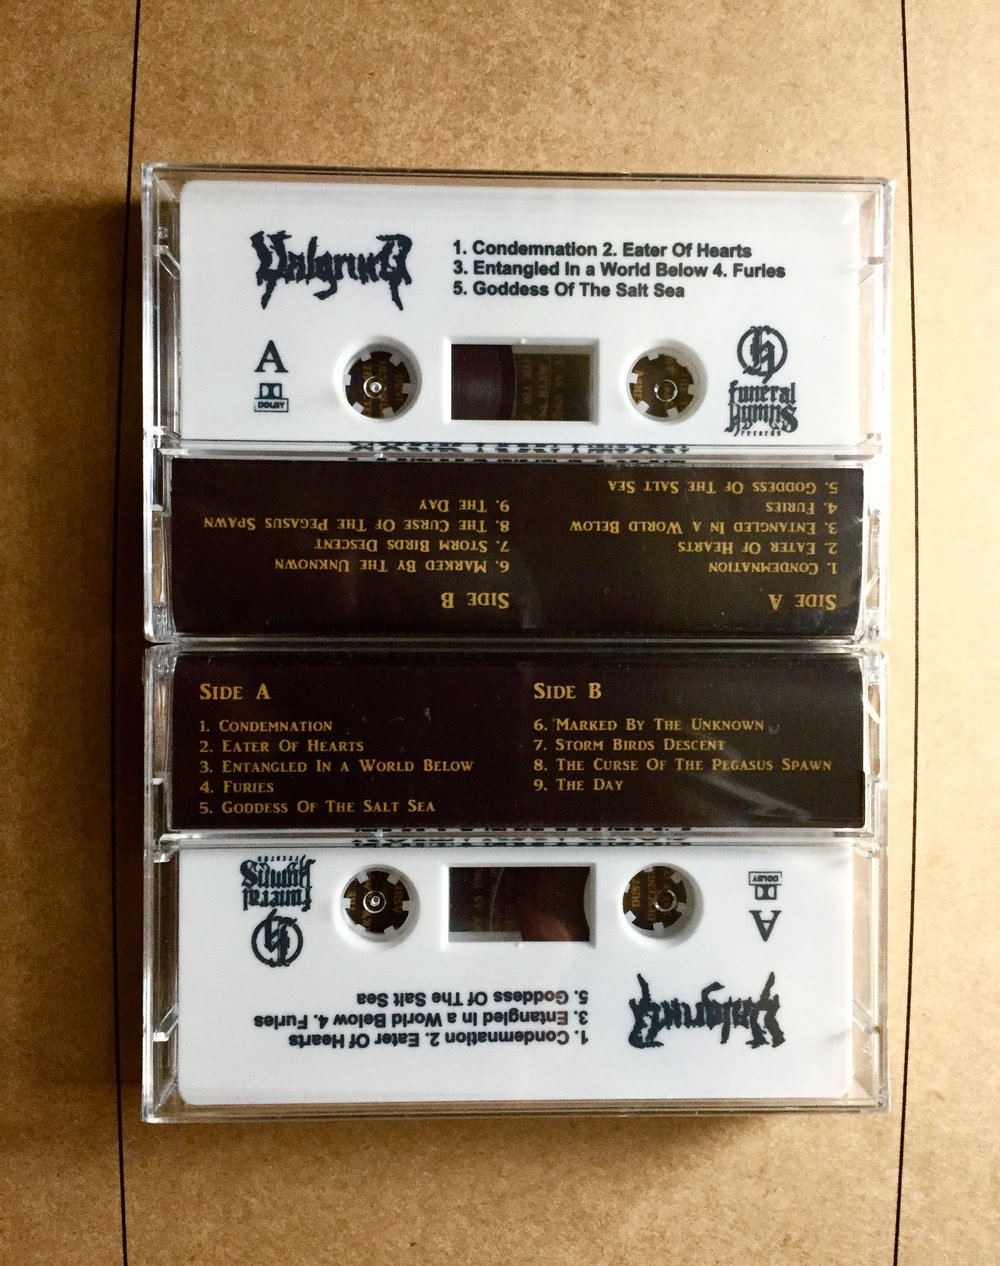 Valgrind
1. Condemnation 2. Eater Of Hearts
3. Entangled In a World Below 4. Furies
5. Goddess Of The Salt Sea
A
DOLBY
funeral
hymns
records
Side A
1. Condemnation
2. Eater Of Hearts
3. Entangled In a World Below
4. Furies
5. Goddess Of The Salt Sea
Side B
6. Marked By The Unknown
7. Storm Birds Descent
8. The Curse Of The Pegasus Spawn
9. The Day
Side A
1. Condemnation
2. Eater Of Hearts
3. Entangled In a World Below
4. Furies
5. Goddess Of The Salt Sea
Side B
6. Marked By The Unknown
7. Storm Birds Descent
8. The Curse Of The Pegasus Spawn
9. The Day
Valgrind
1. Condemnation 2. Eater Of Hearts
3. Entangled In a World Below 4. Furies
5. Goddess Of The Salt Sea
A
DOLBY
funeral
hymns
records